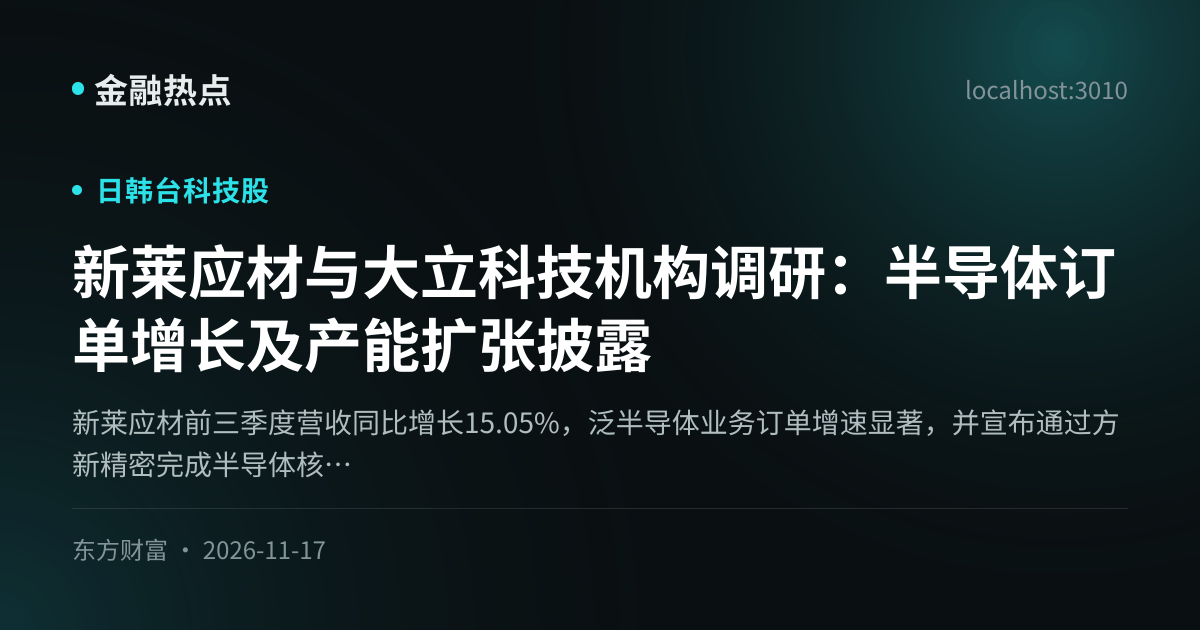 金融热点
localhost:3010
日韩台科技股
新莱应材与大立科技机构调研：半导体订
单增长及产能扩张披露
新莱应材前三季度营收同比增长15.05%，泛半导体业务订单增速显著，并宣布通过方
新精密完成半导体核…
东方财富 • 2026-11-17